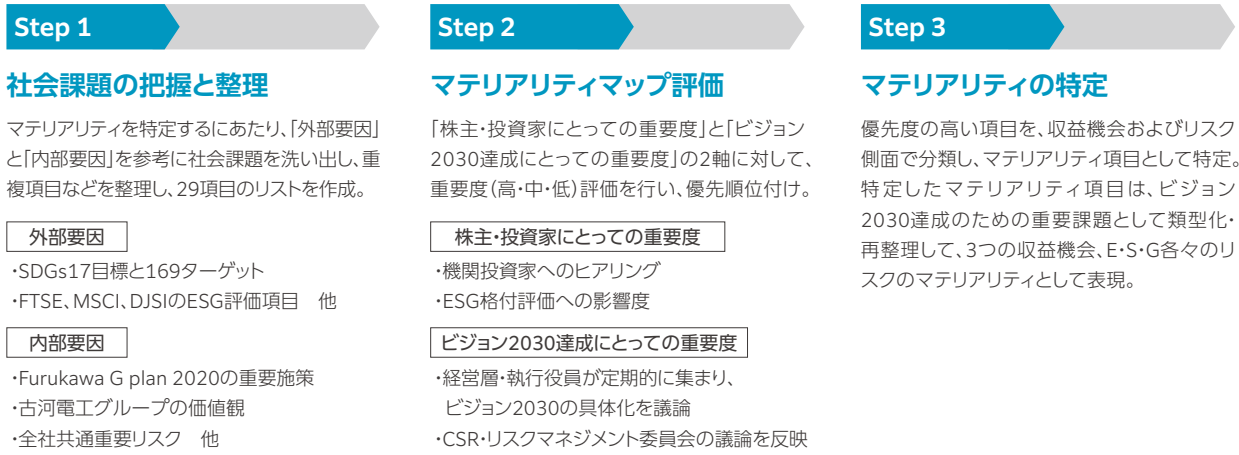 Step 1
社会課題の把握と整理
マテリアリティを特定するにあたり、「外部要因」
と「内部要因」を参考に社会課題を洗い出し、重
複項目などを整理し、29項目のリストを作成。
外部要因
・SDGs17目標と169ターゲット
・FTSE、MSCI、DJSIのESG評価項目　他
内部要因
・Furukawa G plan 2020の重要施策
・古河電工グループの価値観
・全社共通重要リスク　他
Step 2
マテリアリティマップ評価
「株主・投資家にとっての重要度」と「ビジョン
2030達成にとっての重要度」の2軸に対して、
重要度（高・中・低）評価を行い、優先順位付け。
株主・投資家にとっての重要度
・機関投資家へのヒアリング
・ESG格付評価への影響度
ビジョン2030達成にとっての重要度
・経営層・執行役員が定期的に集まり、
ビジョン2030の具体化を議論
・CSR・リスクマネジメント委員会の議論を反映
Step 3
マテリアリティの特定
優先度の高い項目を、収益機会およびリスク
側面で分類し、マテリアリティ項目として特定。
特定したマテリアリティ項目は、ビジョン
2030達成のための重要課題として類型化・
再整理して、3つの収益機会、E・S・G各々のリ
スクのマテリアリティとして表現。